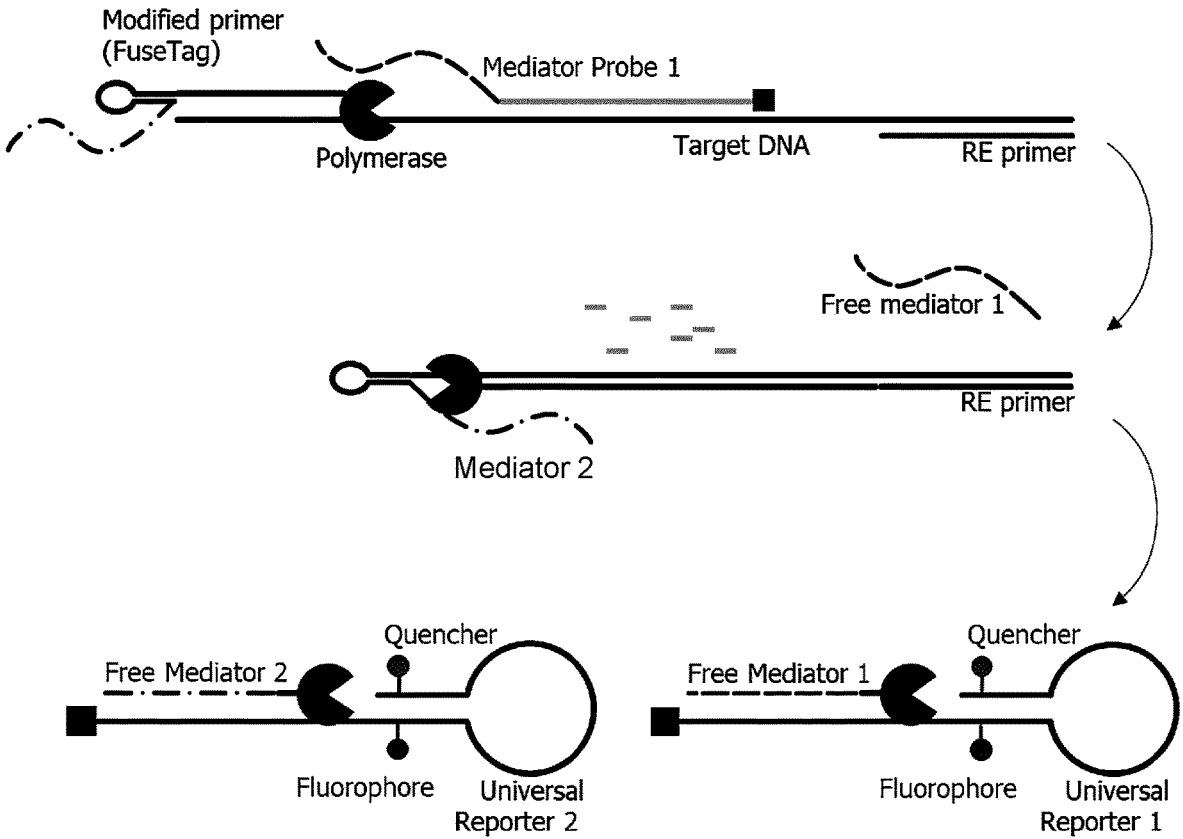 Modified primer
(FuseTag)
Mediator Probe 1
Polymerase
Target DNA
RE primer
Free mediator 1
RE primer
Mediator 2
Quencher
Free Mediator 2
Fluorophore
Universal
Reporter 2
Quencher
Free Mediator 1
Fluorophore
Universal
Reporter 1